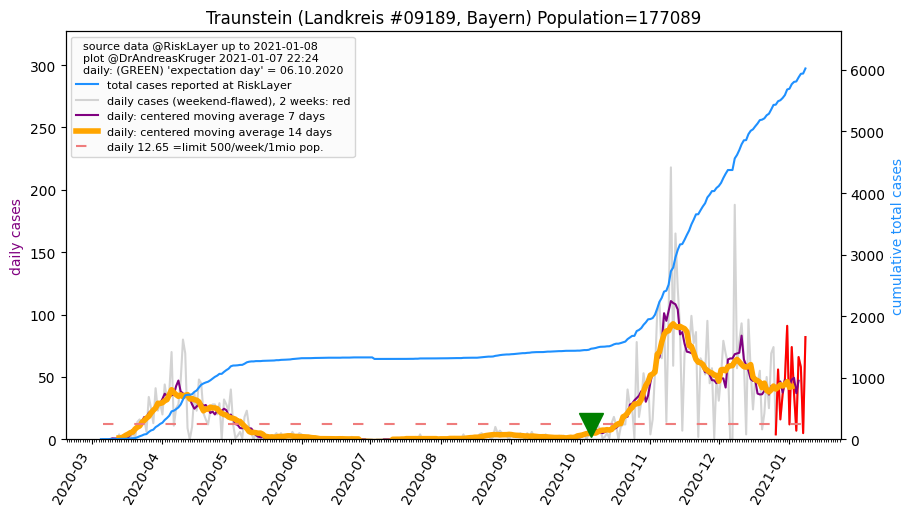 Traunstein (Landkreis #09189, Bayern) Population=177089
source data @RiskLayer up to 2021-01-08
plot @DrAndreasKruger 2021-01-07 22:24
daily: (GREEN) 'expectation day' = 06.10.2020
total cases reported at RiskLayer
daily cases (weekend-flawed), 2 weeks: red
daily: centered moving average 7 days
daily: centered moving average 14 days
daily 12.65 =limit 500/week/1mio pop.
daily cases
300
250
200
150
100
50
0
cumulative total cases
6000
5000
4000
3000
2000
1000
0
2020-03
2020-04
2020-05
2020-06
2020-07
2020-08
2020-09
2020-10
2020-11
2020-12
2021-01